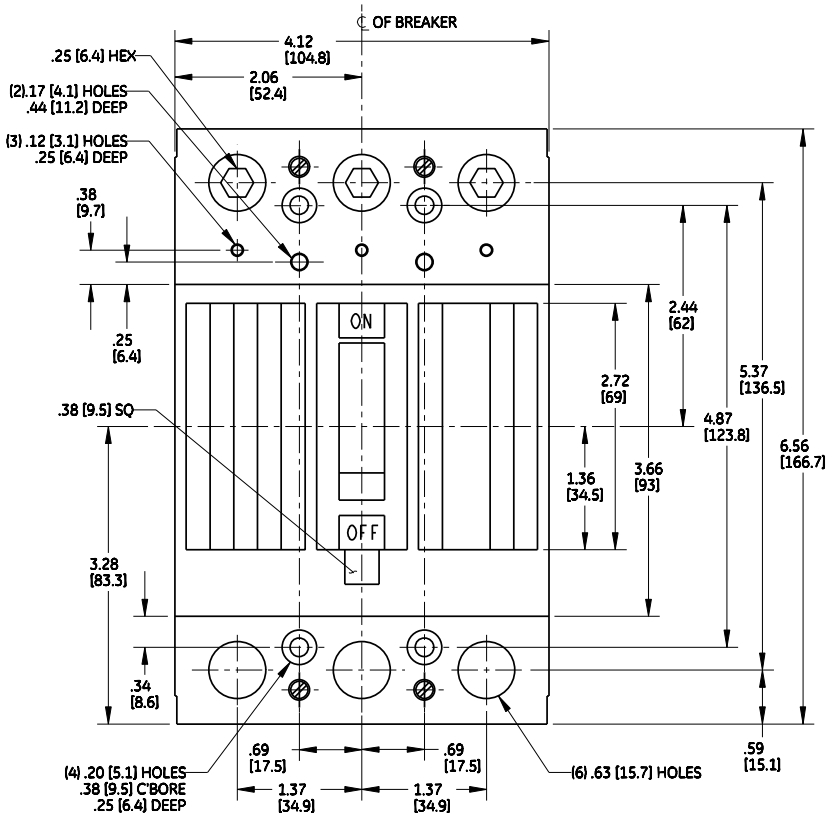 ℄ OF BREAKER
4.12
[104.8]
2.06
[52.4]
.25 [6.4] HEX
(2).17 [4.1] HOLES
.44 [11.2] DEEP
(3) .12 [3.1] HOLES
.25 [6.4] DEEP
.38
[9.7]
.25
[6.4]
ON
2.44
[62]
5.37
[136.5]
2.72
[69]
4.87
[123.8]
.38 [9.5] SQ
6.56
[166.7]
3.66
[93]
1.36
[34.5]
OFF
3.28
[83.3]
.34
[8.6]
.69
[17.5]
.69
[17.5]
.59
[15.1]
(4) .20 [5.1] HOLES
.38 [9.5] C'BORE
.25 [6.4] DEEP
1.37
[34.9]
1.37
[34.9]
(6) .63 [15.7] HOLES